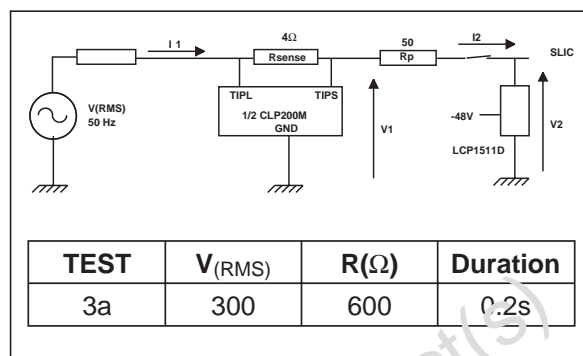 I 1
4Ω
Rsense
50
Rp
I2
SLIC
V(RMS)
50 Hz
TIPL
TIPS
1/2 CLP200M
GND
V1
-48V
V2
LCP1511D
TEST V(RMS) R(Ω) Duration
3a 300 600 0.2s